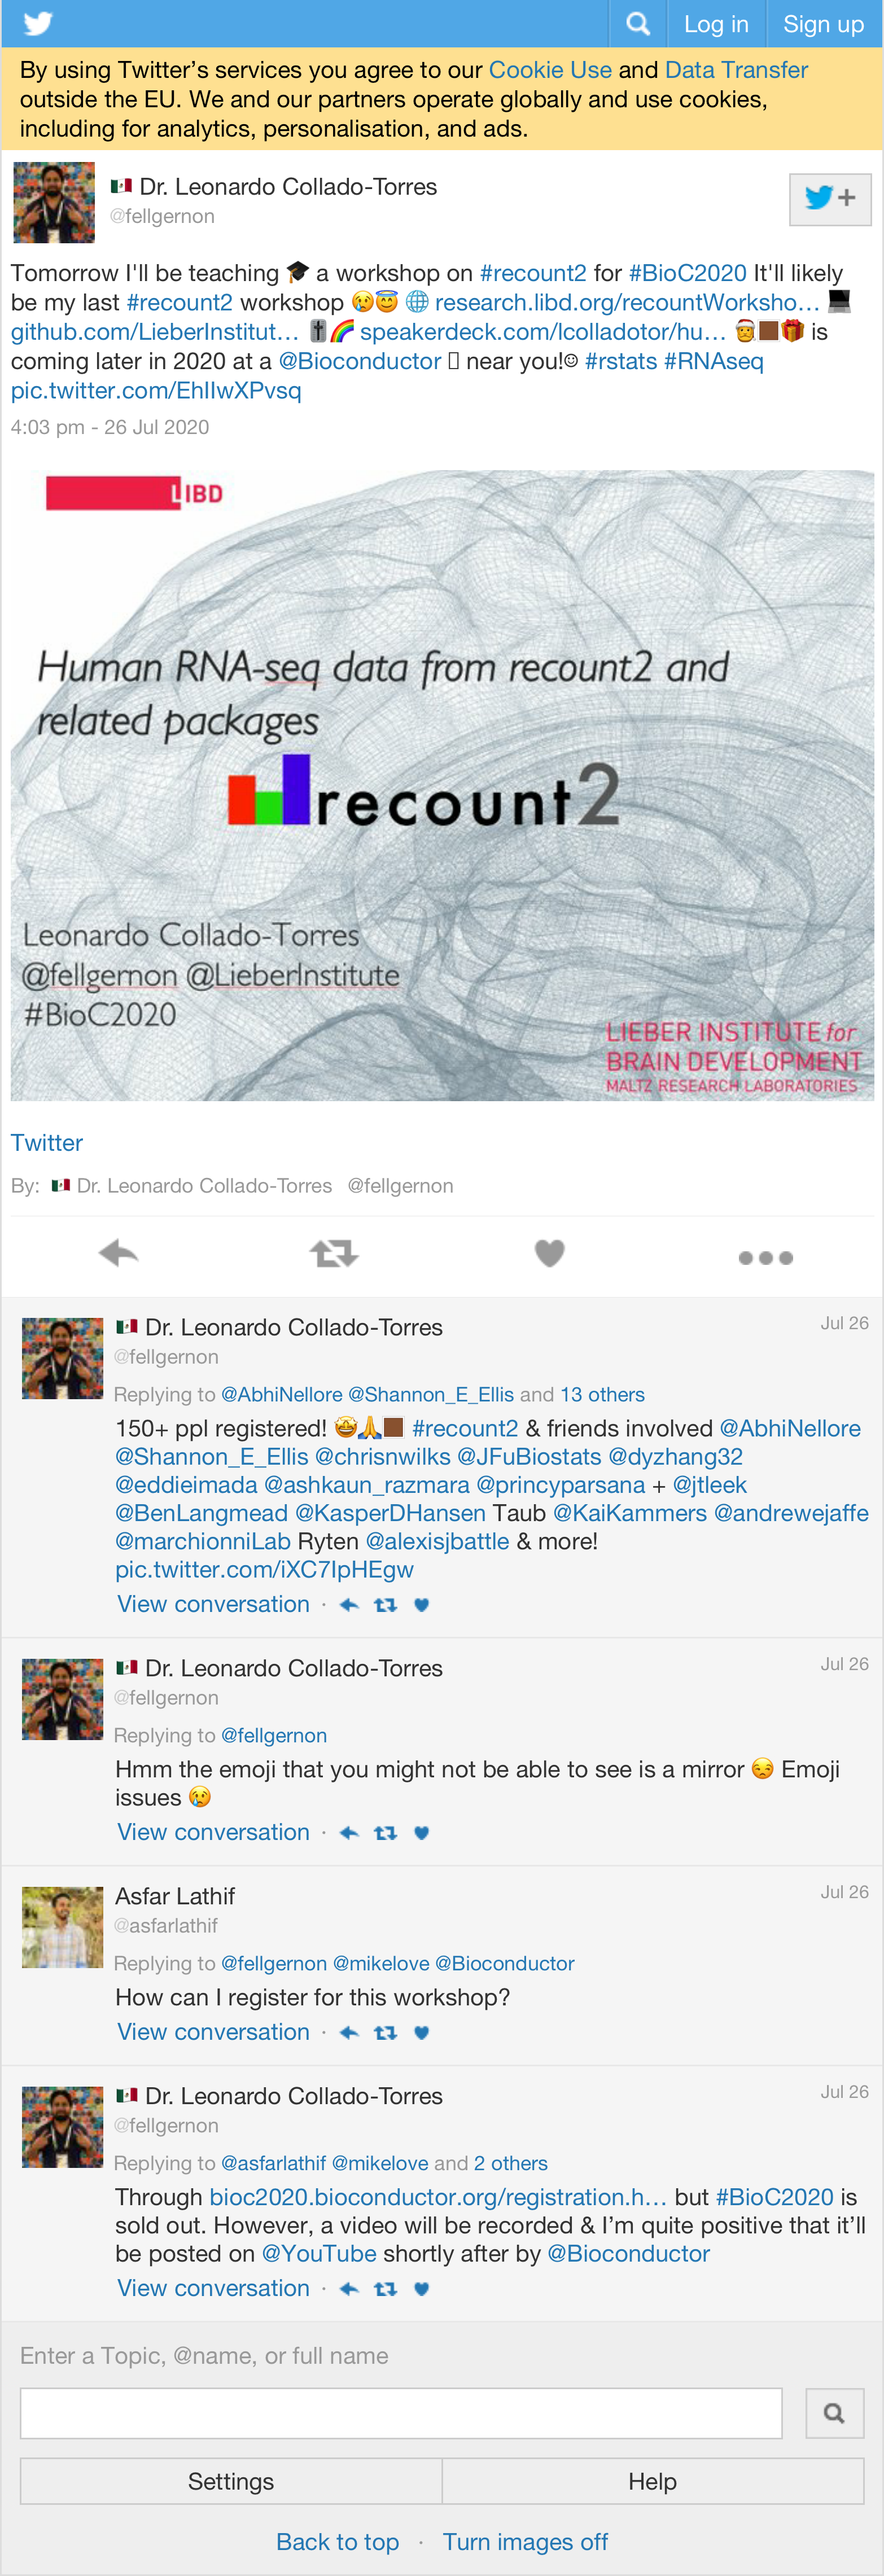 Log in Sign up
By using Twitter's services you agree to our Cookie Use and Data Transfer
outside the EU. We and our partners operate globally and use cookies,
including for analytics, personalisation, and ads.
🇲🇽 Dr. Leonardo Collado-Torres
@fellgernon
Tomorrow I'll be teaching 🎓 a workshop on #recount2 for #BioC2020 It'll likely
be my last #recount2 workshop 😢😇 🌐 research.libd.org/recountWorksho… 💻
github.com/LieberInstitut… 🎚🌈 speakerdeck.com/lcolladotor/hu… 🎅🏾🎁 is
coming later in 2020 at a @Bioconductor near you!☺ #rstats #RNAseq
pic.twitter.com/EhIIwXPvsq
4:03 pm - 26 Jul 2020
LIBD
Human RNA-seq data from recount2 and
related packages
recount2
Leonardo Collado-Torres
@fellgernon @LieberInstitute
#BioC2020
LIEBER INSTITUTE for
BRAIN DEVELOPMENT
MALTZ RESEARCH LABORATORIES
Twitter
By: 🇲🇽 Dr. Leonardo Collado-Torres @fellgernon
🇲🇽 Dr. Leonardo Collado-Torres Jul 26
@fellgernon
Replying to @AbhiNellore @Shannon_E_Ellis and 13 others
150+ ppl registered! 🤩🙏🏾 #recount2 & friends involved @AbhiNellore
@Shannon_E_Ellis @chrisnwilks @JFuBiostats @dyzhang32
@eddieimada @ashkaun_razmara @princyparsana + @jtleek
@BenLangmead @KasperDHansen Taub @KaiKammers @andrewejaffe
@marchionniLab Ryten @alexisjbattle & more!
pic.twitter.com/iXC7IpHEgw
View conversation ·
🇲🇽 Dr. Leonardo Collado-Torres Jul 26
@fellgernon
Replying to @fellgernon
Hmm the emoji that you might not be able to see is a mirror 😒 Emoji
issues 😢
View conversation ·
Asfar Lathif Jul 26
@asfarlathif
Replying to @fellgernon @mikelove @Bioconductor
How can I register for this workshop?
View conversation ·
🇲🇽 Dr. Leonardo Collado-Torres Jul 26
@fellgernon
Replying to @asfarlathif @mikelove and 2 others
Through bioc2020.bioconductor.org/registration.h… but #BioC2020 is
sold out. However, a video will be recorded & I'm quite positive that it'll
be posted on @YouTube shortly after by @Bioconductor
View conversation ·
Enter a Topic, @name, or full name
Settings Help
Back to top · Turn images off